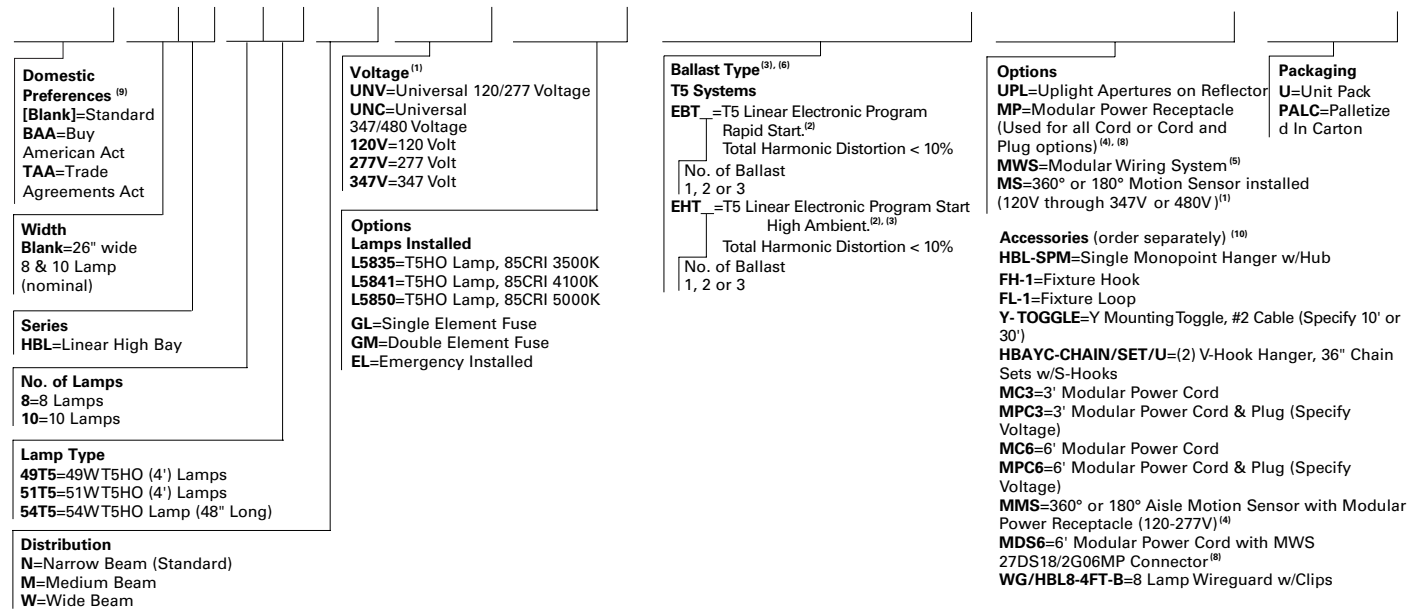 Domestic
Preferences (9)
[Blank]=Standard
BAA=Buy
American Act
TAA=Trade
Agreements Act
Width
Blank=26" wide
8 & 10 Lamp
(nominal)
Series
HBL=Linear High Bay
No. of Lamps
8=8 Lamps
10=10 Lamps
Lamp Type
49T5=49WT5HO (4') Lamps
51T5=51WT5HO (4') Lamps
54T5=54WT5HO Lamp (48" Long)
Distribution
N=Narrow Beam (Standard)
M=Medium Beam
W=Wide Beam
Voltage (1)
UNV=Universal 120/277 Voltage
UNC=Universal
347/480 Voltage
120V=120 Volt
277V=277 Volt
347V=347 Volt
Options
Lamps Installed
L5835=T5HO Lamp, 85CRI 3500K
L5841=T5HO Lamp, 85CRI 4100K
L5850=T5HO Lamp, 85CRI 5000K
GL=Single Element Fuse
GM=Double Element Fuse
EL=Emergency Installed
Ballast Type (3), (6)
T5 Systems
EBT_=T5 Linear Electronic Program
Rapid Start.(2)
Total Harmonic Distortion < 10%
No. of Ballast
1, 2 or 3
EHT_=T5 Linear Electronic Program Start
High Ambient.(2), (3)
Total Harmonic Distortion < 10%
No. of Ballast
1, 2 or 3
Options
UPL=Uplight Apertures on Reflector
MP=Modular Power Receptacle
(Used for all Cord or Cord and
Plug options) (4), (8)
MWS=Modular Wiring System (5)
MS=360° or 180° Motion Sensor installed
(120V through 347V or 480V) (1)
Accessories (order separately) (10)
HBL-SPM=Single Monopoint Hanger w/Hub
FH-1=Fixture Hook
FL-1=Fixture Loop
Y-TOGGLE=Y Mounting Toggle, #2 Cable (Specify 10' or
30')
HBAYC-CHAIN/SET/U=(2) V-Hook Hanger, 36" Chain
Sets w/S-Hooks
MC3=3' Modular Power Cord
MPC3=3' Modular Power Cord & Plug (Specify
Voltage)
MC6=6' Modular Power Cord
MPC6=6' Modular Power Cord & Plug (Specify
Voltage)
MMS=360° or 180° Aisle Motion Sensor with Modular
Power Receptacle (120-277V) (4)
MDS6=6' Modular Power Cord with MWS
27DS18/2G06MP Connector (8)
WG/HBL8-4FT-B=8 Lamp Wireguard w/Clips
Packaging
U=Unit Pack
PALC=Palletize
d In Carton